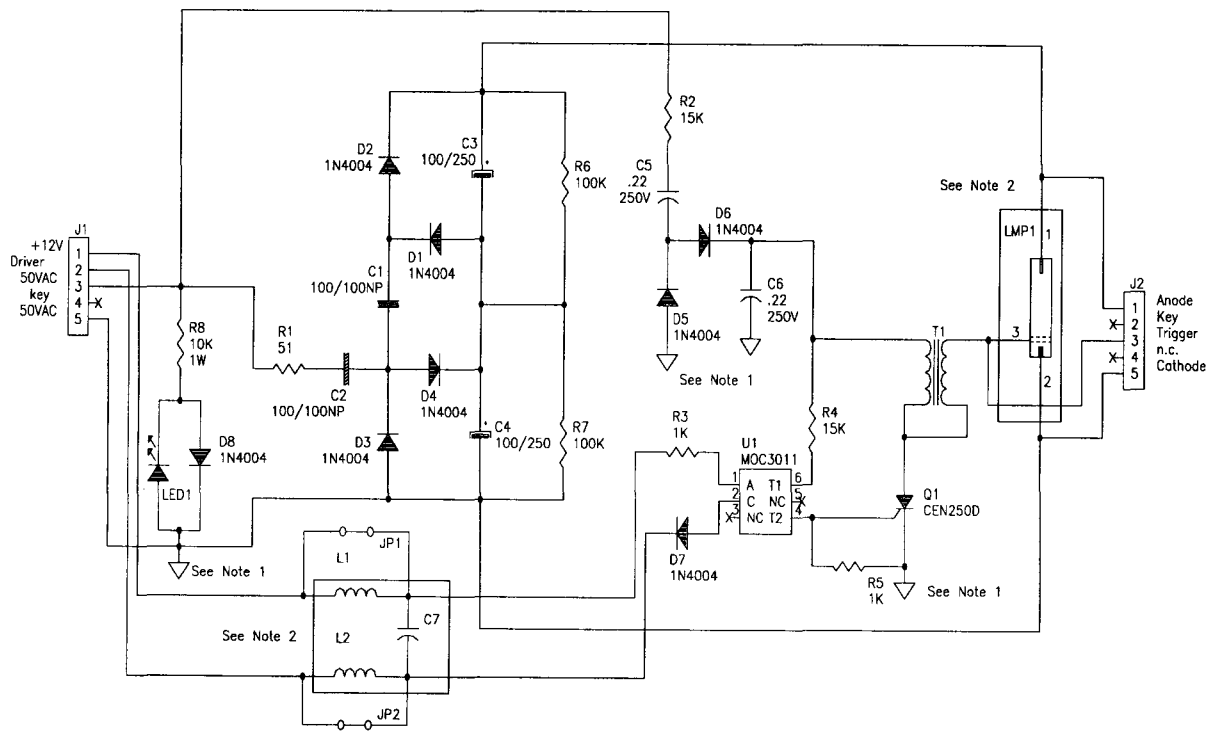 J1
+12V
Driver
50VAC
key
50VAC
1
2
3
4
5
R8
10K
1W
LED1
D8
1N4004
See Note 1
R1
51
C2
100/100NP
C1
100/100NP
D2
1N4004
D1
1N4004
D4
1N4004
D3
1N4004
C3
100/250
+
C4
100/250
+
R6
100K
R7
100K
R2
15K
C5
.22
250V
D6
1N4004
D5
1N4004
C6
.22
250V
See Note 1
R3
1K
R4
15K
U1
MOC3011
1 A T1 6
2 C NC 5
3 NC T2 4
D7
1N4004
R5
1K
Q1
CEN250D
See Note 1
T1
See Note 2
LMP1
1
3
2
J2
1
2
3
4
5
Anode
Key
Trigger
n.c.
Cathode
JP1
L1
L2
C7
See Note 2
JP2